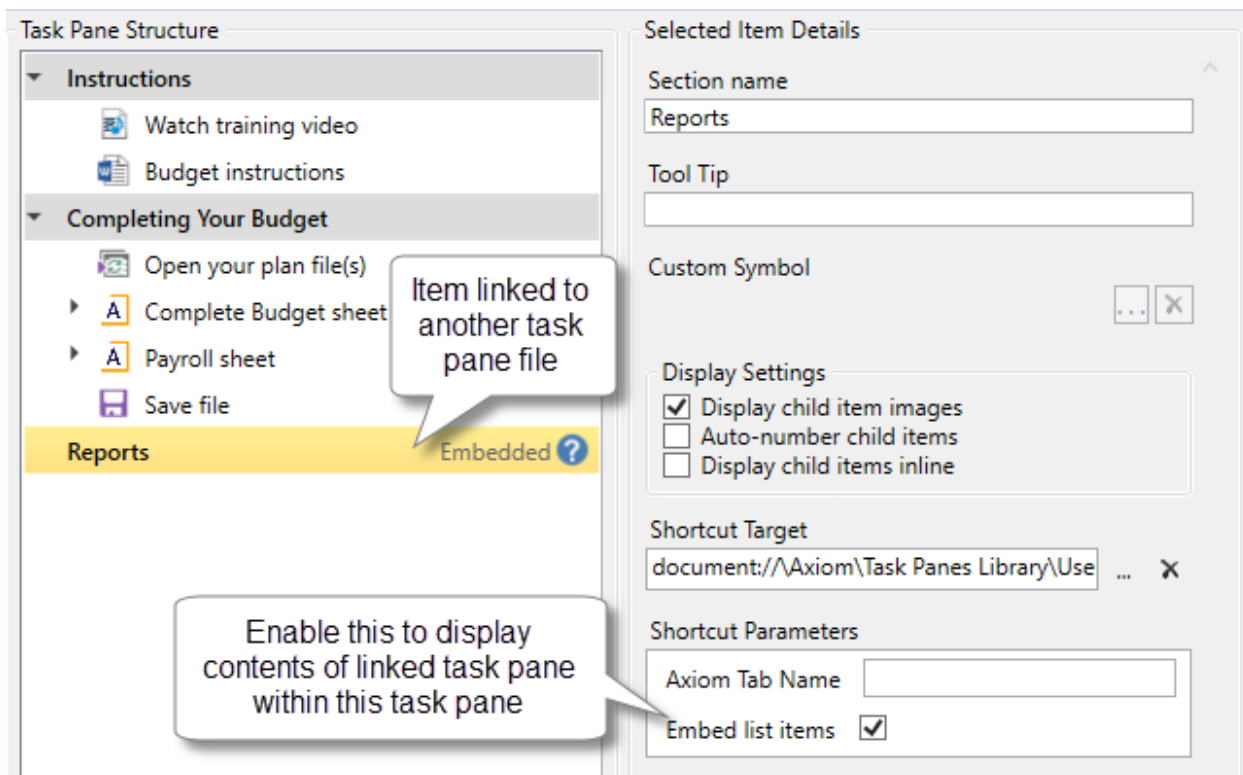 Task Pane Structure
Instructions
Watch training video
Budget instructions
Completing Your Budget
Open your plan file(s)
A Complete Budget sheet
A Payroll sheet
Save file
Reports Embedded ?
Item linked to
another task
pane file
Enable this to display
contents of linked task pane
within this task pane
Selected Item Details
Section name
Reports
Tool Tip
Custom Symbol
...
Display Settings
Display child item images
Auto-number child items
Display child items inline
Shortcut Target
document://\Axiom\Task Panes Library\Use ...
Shortcut Parameters
Axiom Tab Name
Embed list items